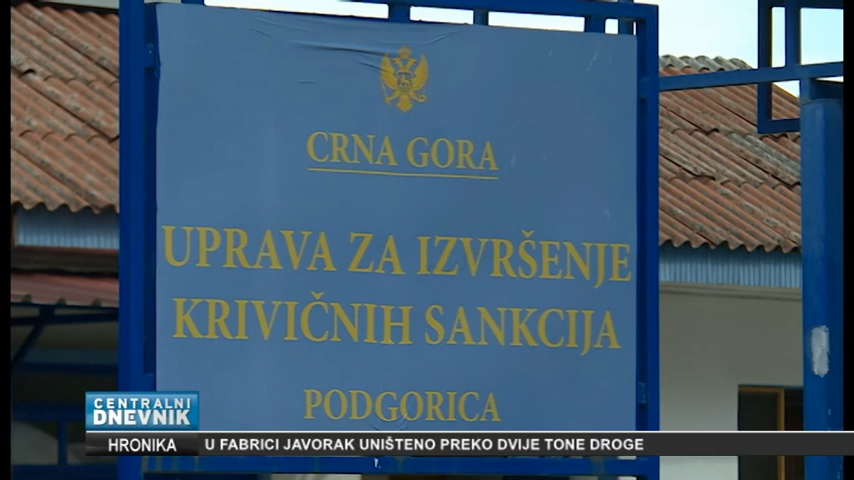 CRNA GORA
UPRAVA ZA IZVRŠENJE
KRIVIČNIH SANKCIJA
PODGORICA
CENTRALNI
DNEVNIK
HRONIKA
U FABRICI JAVORAK UNIŠTENO PREKO DVIJE TONE DROGE